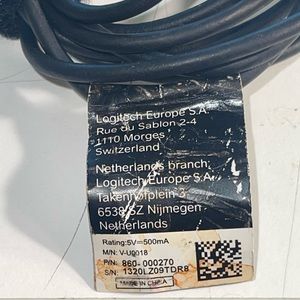 Logitech Europe S.A.
Rue du Sablon 2-4
1110 Morges
Switzerland
Netherlands branch:
Logitech Europe S.A.
Takenhofplein 3
6538 SZ Nijmegen
Netherlands
Rating:5V⎓500mA
M/N: V-U0018
P/N: 860-000270
S/N: 1320LZ09TDR8
MADE IN CHINA